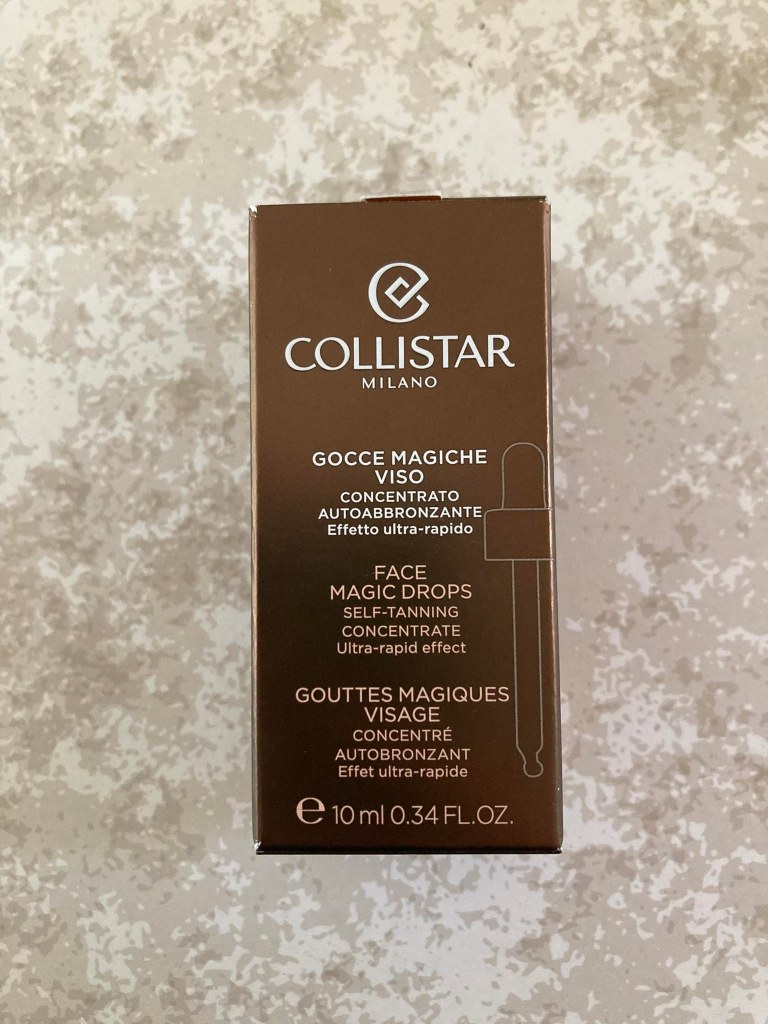 COLLISTAR
MILANO
GOCCE MAGICHE
VISO
CONCENTRATO
AUTOABBRONZANTE
Effetto ultra-rapido
FACE
MAGIC DROPS
SELF-TANNING
CONCENTRATE
Ultra-rapid effect
GOUTTES MAGIQUES
VISAGE
CONCENTRÉ
AUTOBRONZANT
Effet ultra-rapide
℮ 10 ml 0.34 FL.OZ.